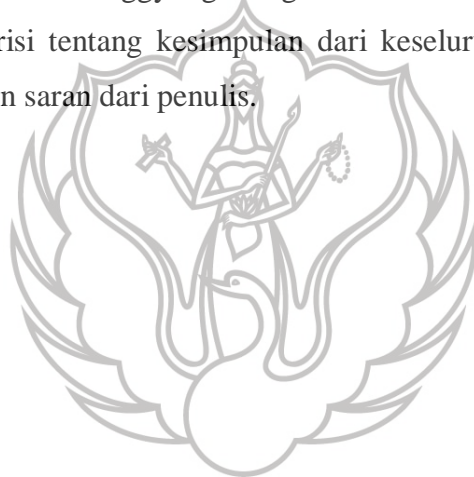 risi tentang kesimpulan dari keselur
n saran dari penulis.